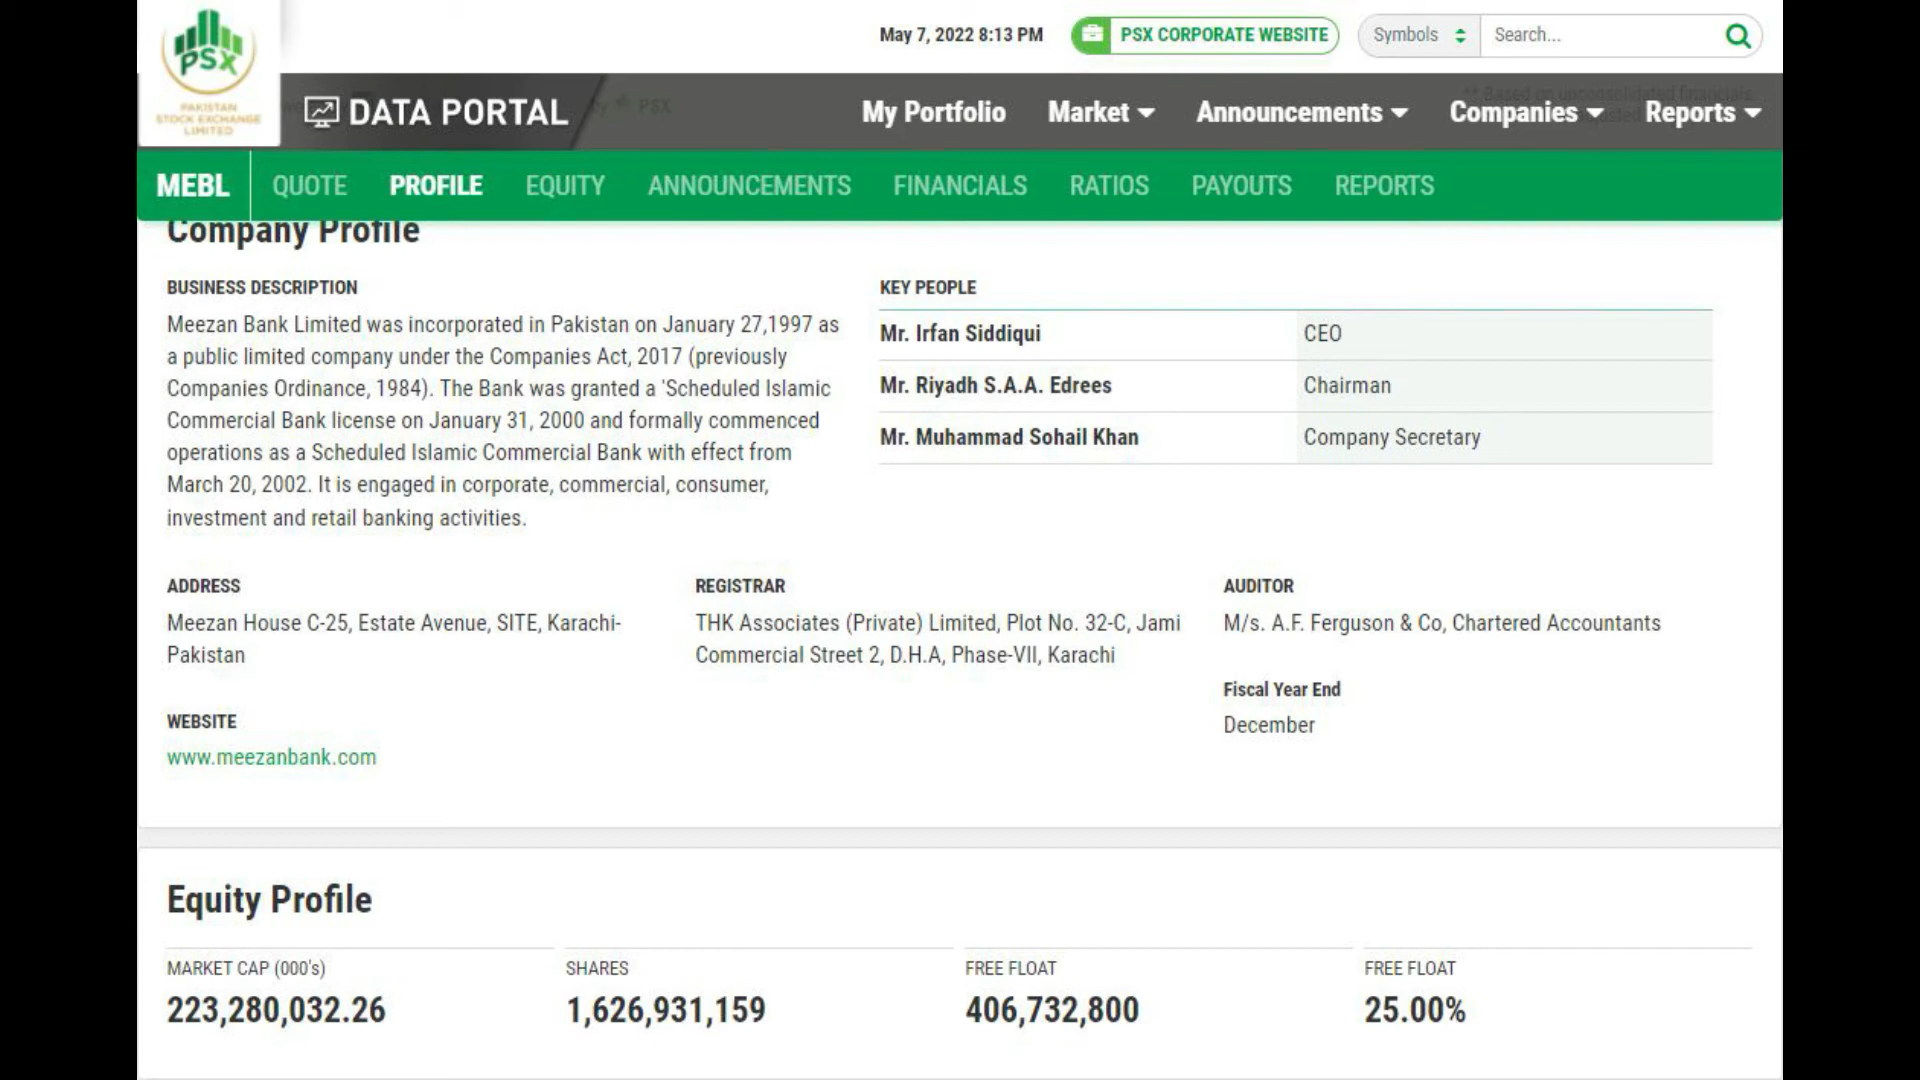 May 7, 2022 8:13 PM
PSX CORPORATE WEBSITE
Symbols
Search...
PSX
PAKISTAN
STOCK EXCHANGE
LIMITED
DATA PORTAL
PSX
My Portfolio
Market
Announcements
Companies
Reports
MEBL
QUOTE
PROFILE
EQUITY
ANNOUNCEMENTS
FINANCIALS
RATIOS
PAYOUTS
REPORTS
Company Profile
BUSINESS DESCRIPTION
Meezan Bank Limited was incorporated in Pakistan on January 27,1997 as
a public limited company under the Companies Act, 2017 (previously
Companies Ordinance, 1984). The Bank was granted a 'Scheduled Islamic
Commercial Bank license on January 31, 2000 and formally commenced
operations as a Scheduled Islamic Commercial Bank with effect from
March 20, 2002. It is engaged in corporate, commercial, consumer,
investment and retail banking activities.
KEY PEOPLE
Mr. Irfan Siddiqui CEO
Mr. Riyadh S.A.A. Edrees Chairman
Mr. Muhammad Sohail Khan Company Secretary
ADDRESS
Meezan House C-25, Estate Avenue, SITE, Karachi-
Pakistan
WEBSITE
www.meezanbank.com
REGISTRAR
THK Associates (Private) Limited, Plot No. 32-C, Jami
Commercial Street 2, D.H.A, Phase-VII, Karachi
AUDITOR
M/s. A.F. Ferguson & Co, Chartered Accountants
Fiscal Year End
December
Equity Profile
MARKET CAP (000's)
223,280,032.26
SHARES
1,626,931,159
FREE FLOAT
406,732,800
FREE FLOAT
25.00%